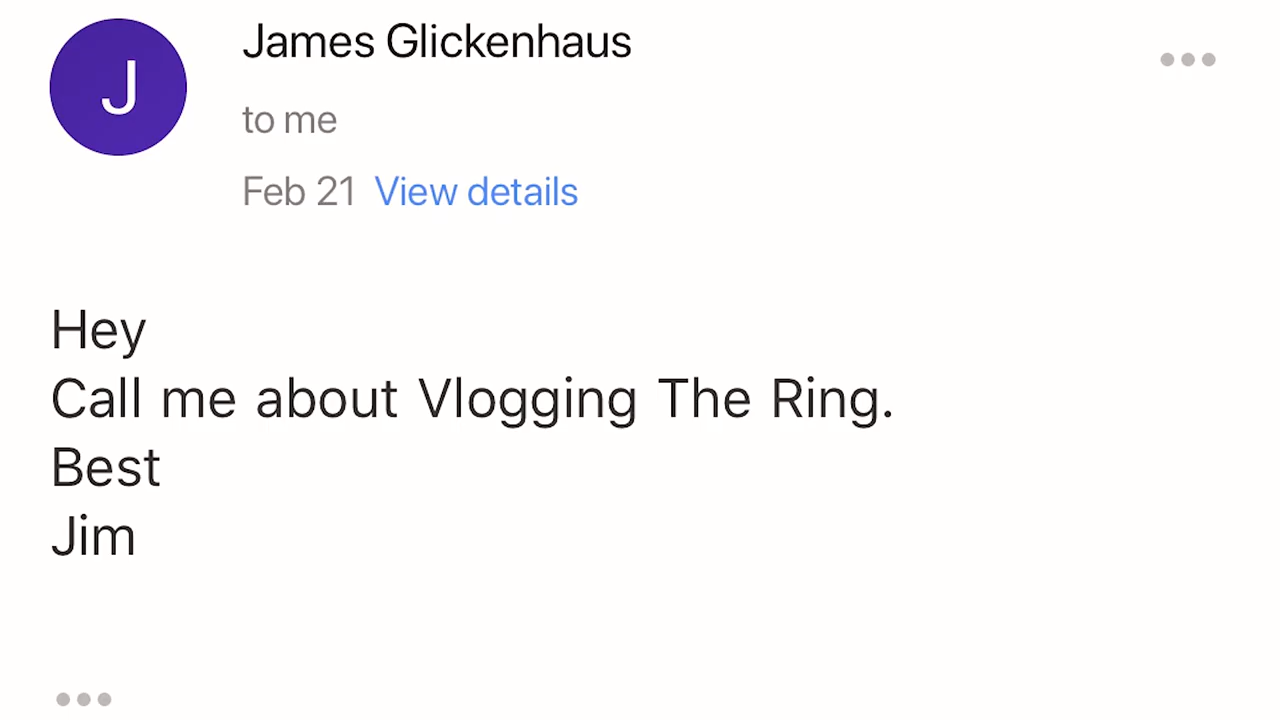 J
James Glickenhaus
to me
Feb 21 View details
Hey
Call me about Vlogging The Ring.
Best
Jim